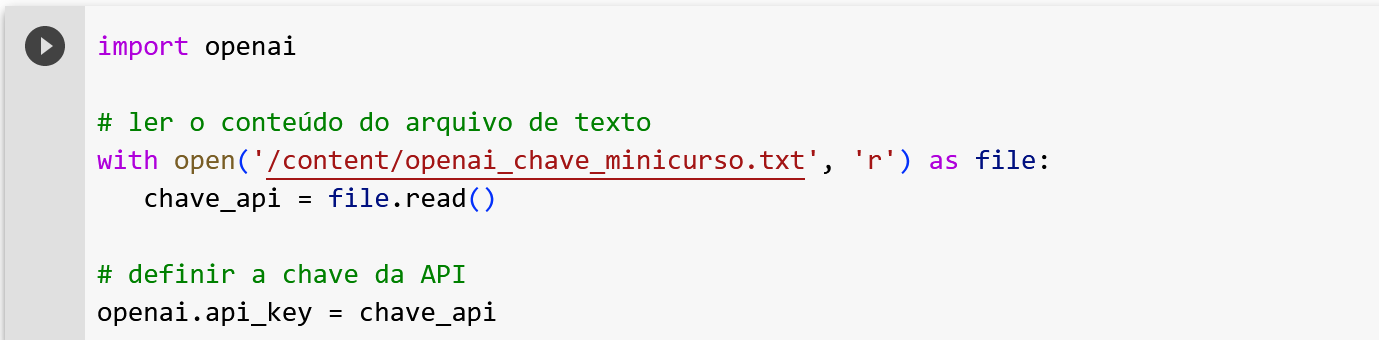 import openai
# ler o conteúdo do arquivo de texto
with open('/content/openai_chave_minicurso.txt', 'r') as file:
   chave_api = file.read()
# definir a chave da API
openai.api_key = chave_api